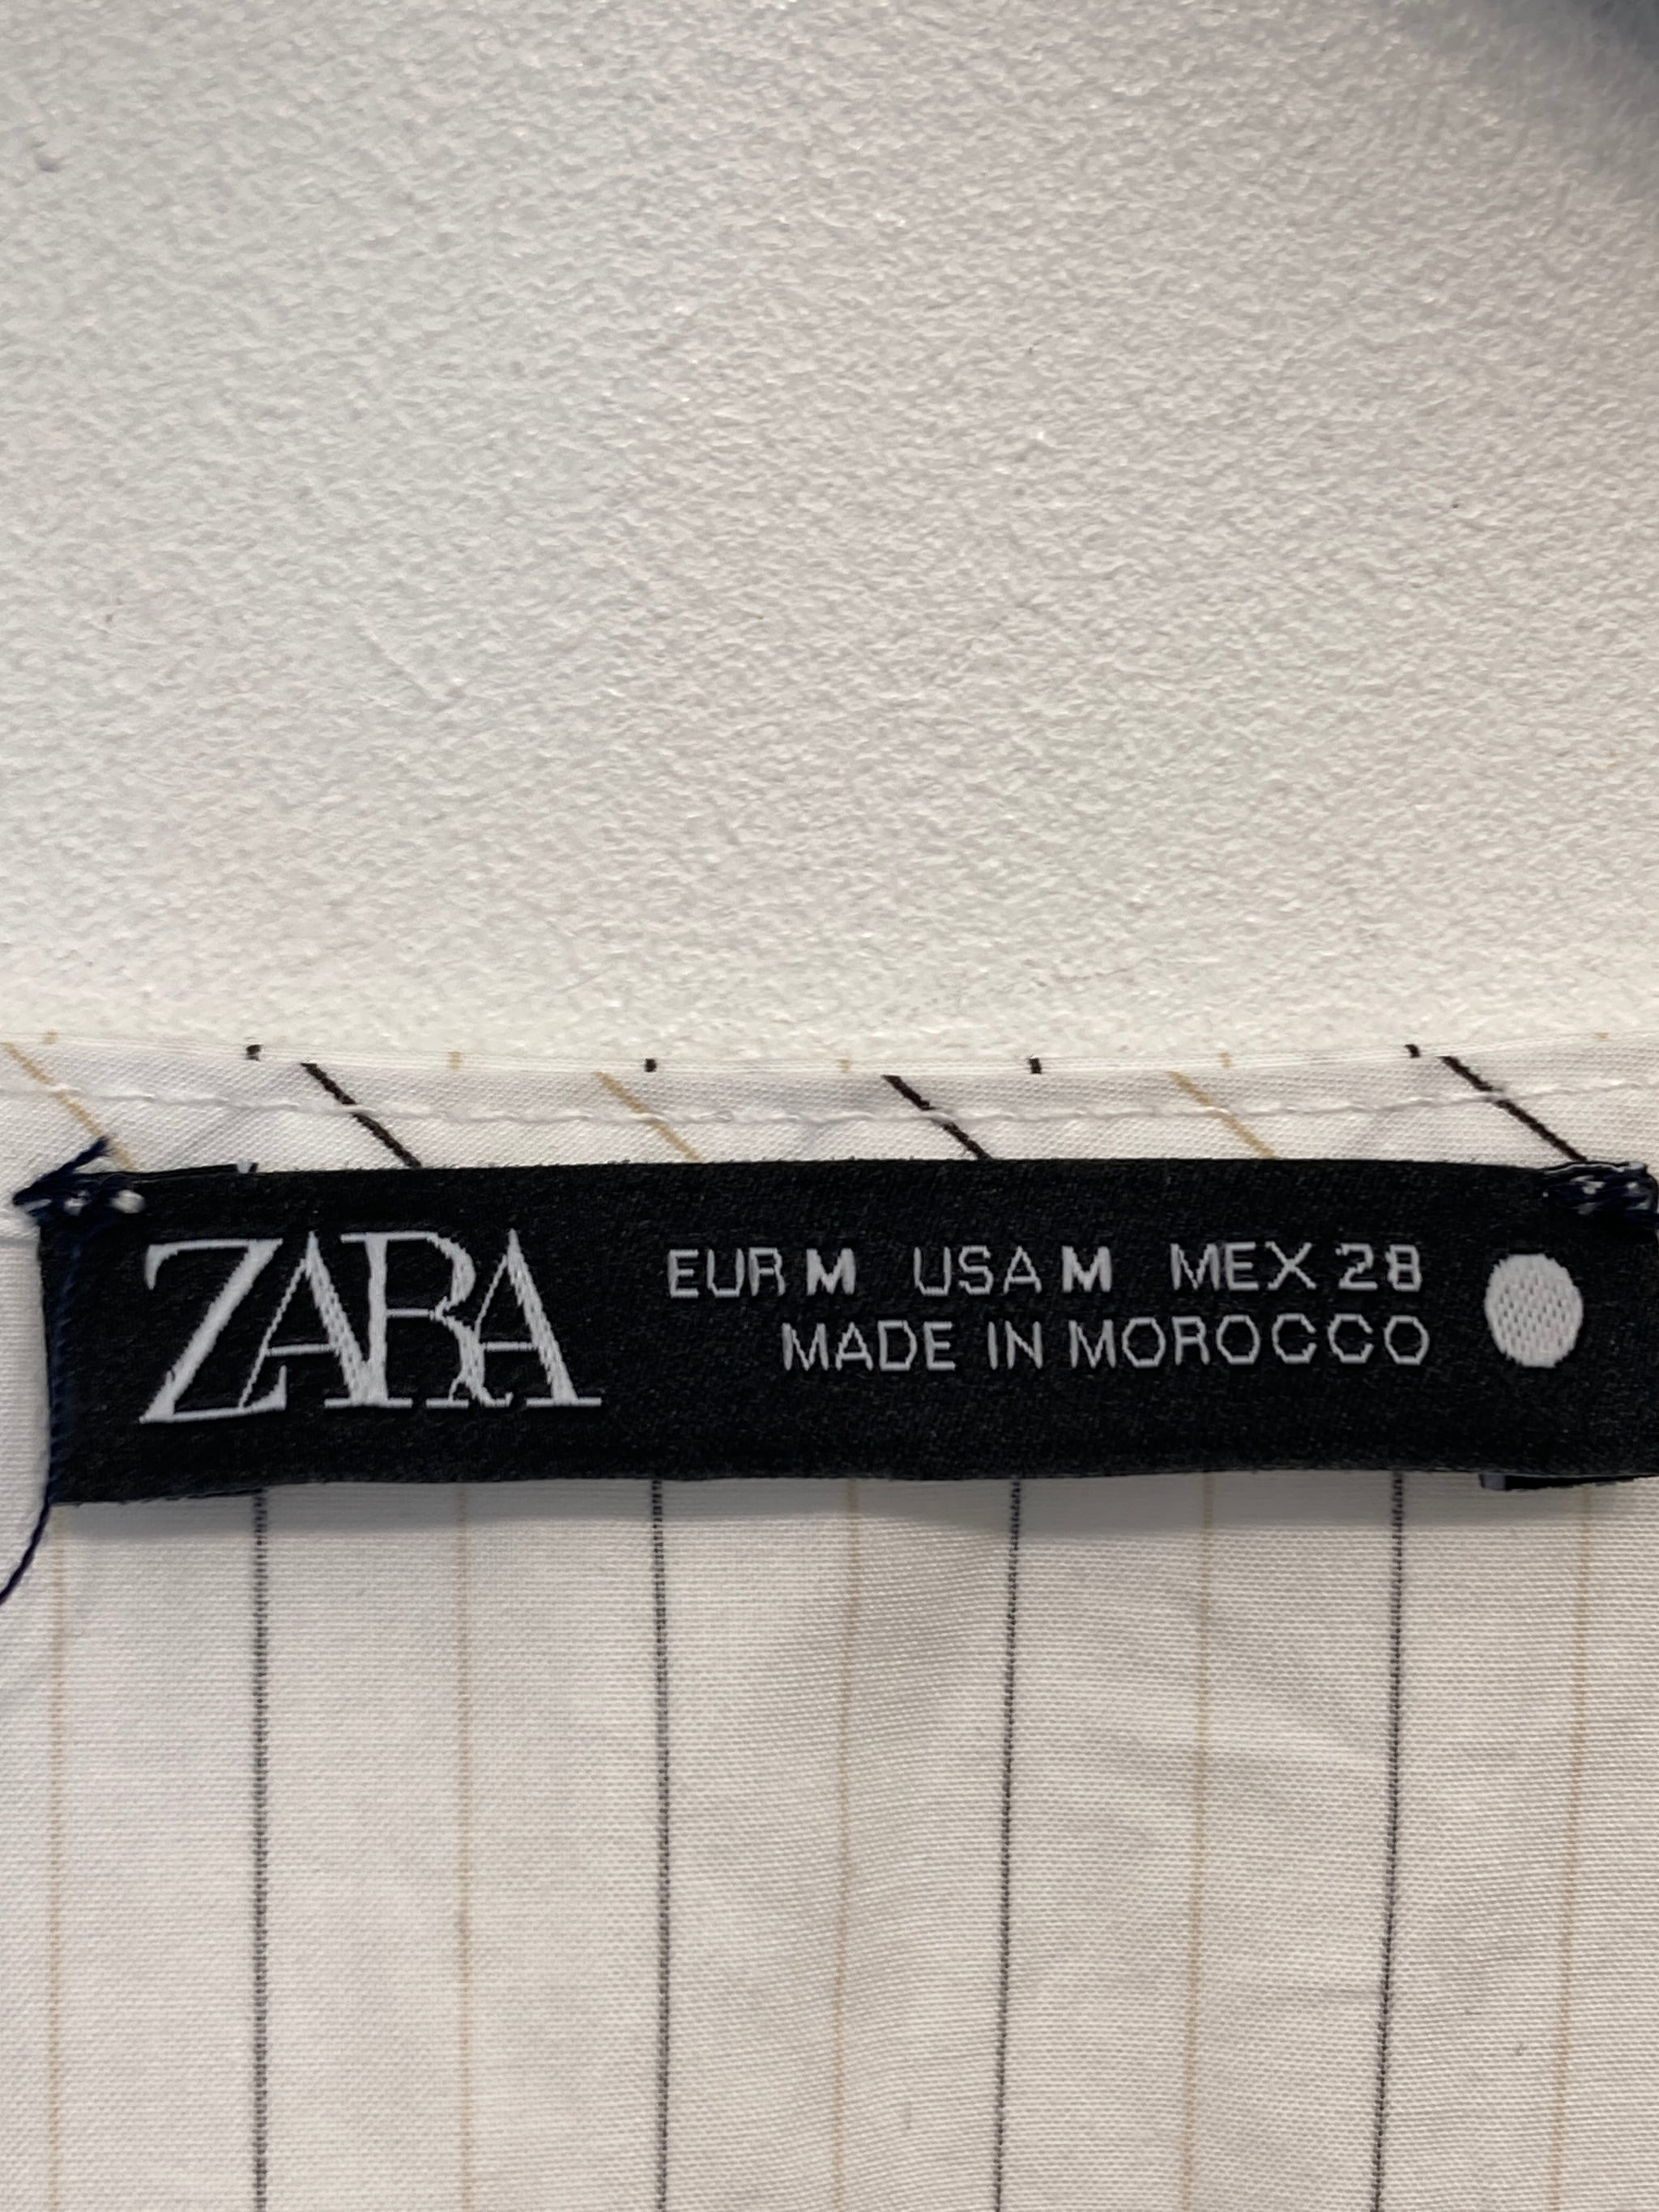 ZARA
EUR M USA M MEX 28
MADE IN MOROCCO